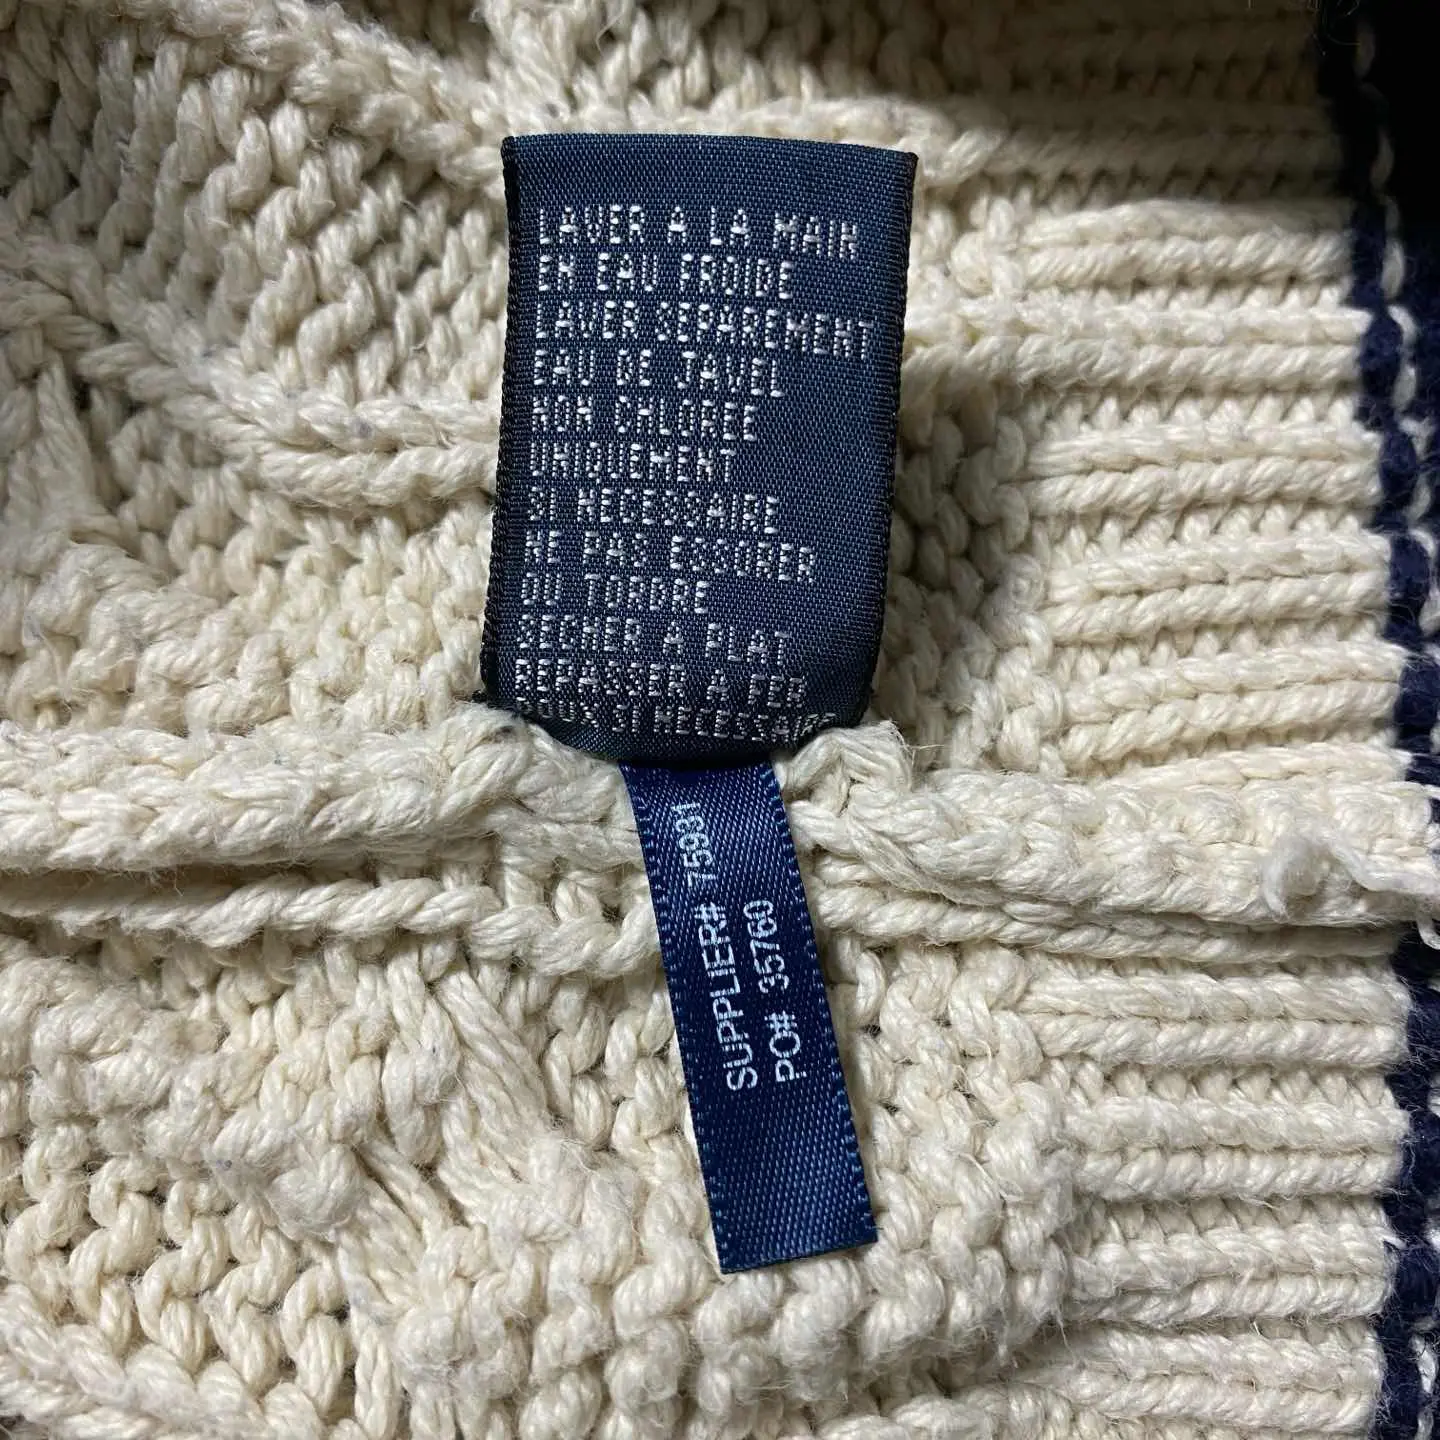 LAVER A LA MAIN
EN EAU FROIDE
LAVER SEPAREMENT
EAU DE JAVEL
NON CHLOREE
UNIQUEMENT
SI NECESSAIRE
NE PAS ESSORER
OU TORDRE
SECHER A PLAT
REPASSER A FER
DOUX SI NECESSAIRE
SUPPLIER# 75931
PO# 35760